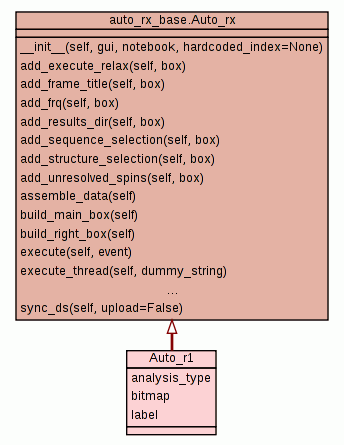 auto_rx_base.Auto_rx
__init__(self, gui, notebook, hardcoded_index=None)
add_execute_relax(self, box)
add_frame_title(self, box)
add_frq(self, box)
add_results_dir(self, box)
add_sequence_selection(self, box)
add_structure_selection(self, box)
add_unresolved_spins(self, box)
assemble_data(self)
build_main_box(self)
build_right_box(self)
execute(self, event)
execute_thread(self, dummy_string)
...
sync_ds(self, upload=False)
Auto_r1
analysis_type
bitmap
label